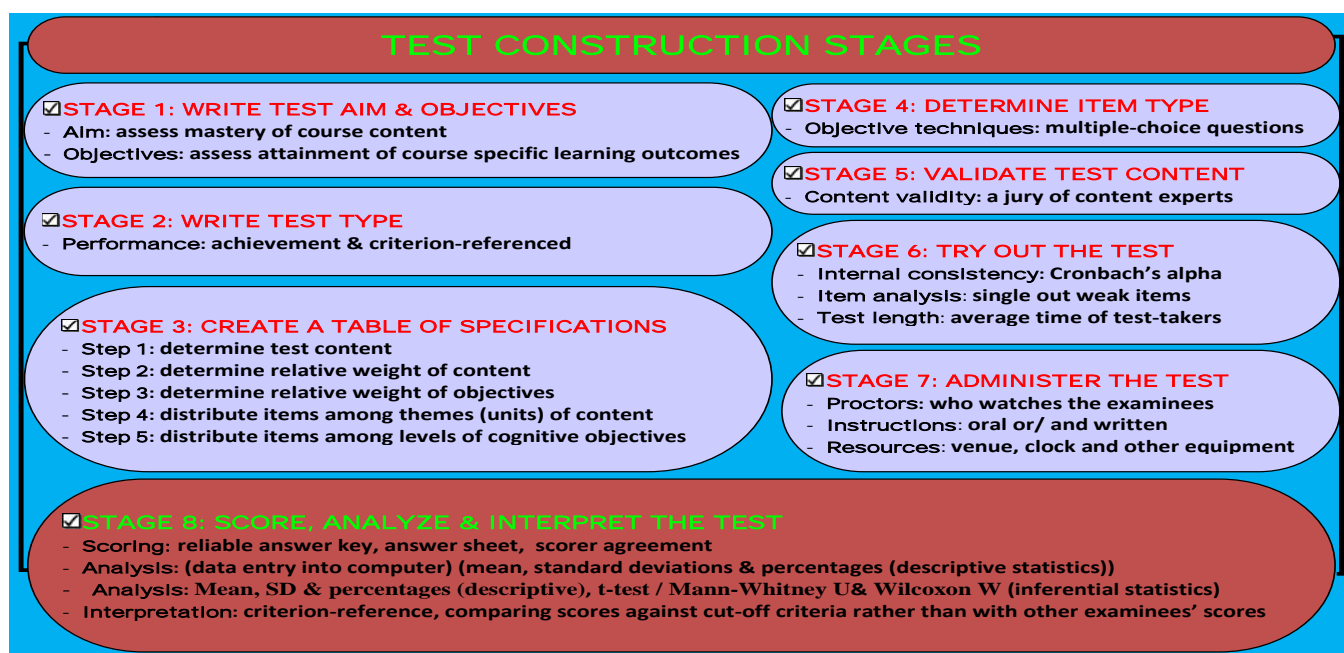 TEST CONSTRUCTION STAGES
☑STAGE 1: WRITE TEST AIM & OBJECTIVES
- Aim: assess mastery of course content
- Objectives: assess attainment of course specific learning outcomes
☑STAGE 2: WRITE TEST TYPE
- Performance: achievement & criterion-referenced
☑STAGE 3: CREATE A TABLE OF SPECIFICATIONS
- Step 1: determine test content
- Step 2: determine relative weight of content
- Step 3: determine relative weight of objectives
- Step 4: distribute items among themes (units) of content
- Step 5: distribute items among levels of cognitive objectives
☑STAGE 4: DETERMINE ITEM TYPE
- Objective techniques: multiple-choice questions
☑STAGE 5: VALIDATE TEST CONTENT
- Content validity: a jury of content experts
☑STAGE 6: TRY OUT THE TEST
- Internal consistency: Cronbach’s alpha
- Item analysis: single out weak items
- Test length: average time of test-takers
☑STAGE 7: ADMINISTER THE TEST
- Proctors: who watches the examinees
- Instructions: oral or/ and written
- Resources: venue, clock and other equipment
☑STAGE 8: SCORE, ANALYZE & INTERPRET THE TEST
- Scoring: reliable answer key, answer sheet, scorer agreement
- Analysis: (data entry into computer) (mean, standard deviations & percentages (descriptive statistics))
- Analysis: Mean, SD & percentages (descriptive), t-test / Mann-Whitney U& Wilcoxon W (inferential statistics)
- Interpretation: criterion-reference, comparing scores against cut-off criteria rather than with other examinees’ scores